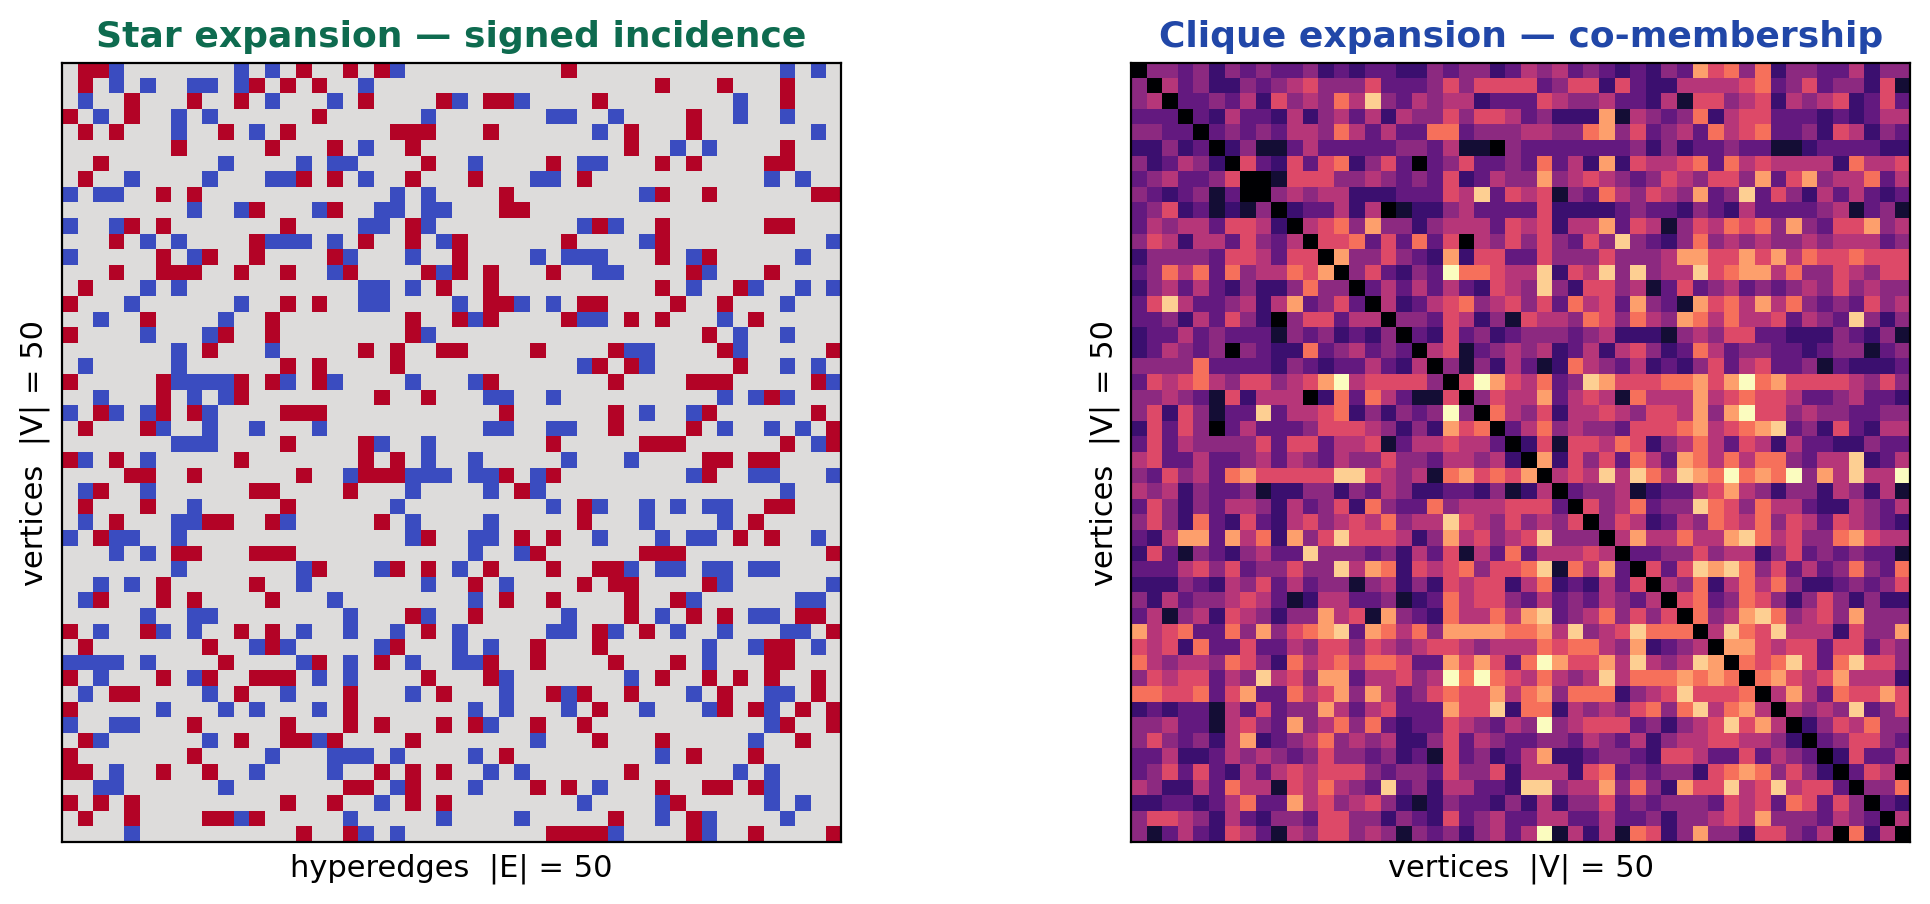 Star expansion — signed incidence
vertices  |V| = 50
hyperedges  |E| = 50
Clique expansion — co-membership
vertices  |V| = 50
vertices  |V| = 50